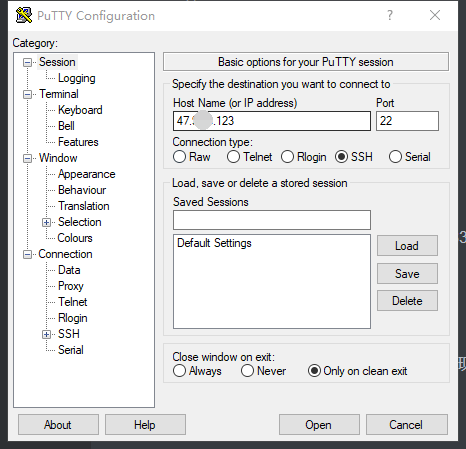 PuTTY Configuration
Category:
Session
Logging
Terminal
Keyboard
Bell
Features
Window
Appearance
Behaviour
Translation
Selection
Colours
Connection
Data
Proxy
Telnet
Rlogin
SSH
Serial
Basic options for your PuTTY session
Specify the destination you want to connect to
Host Name (or IP address) Port
47. .123 22
Connection type:
Raw Telnet Rlogin SSH Serial
Load, save or delete a stored session
Saved Sessions
Default Settings
Load
Save
Delete
Close window on exit:
Always Never Only on clean exit
About Help Open Cancel